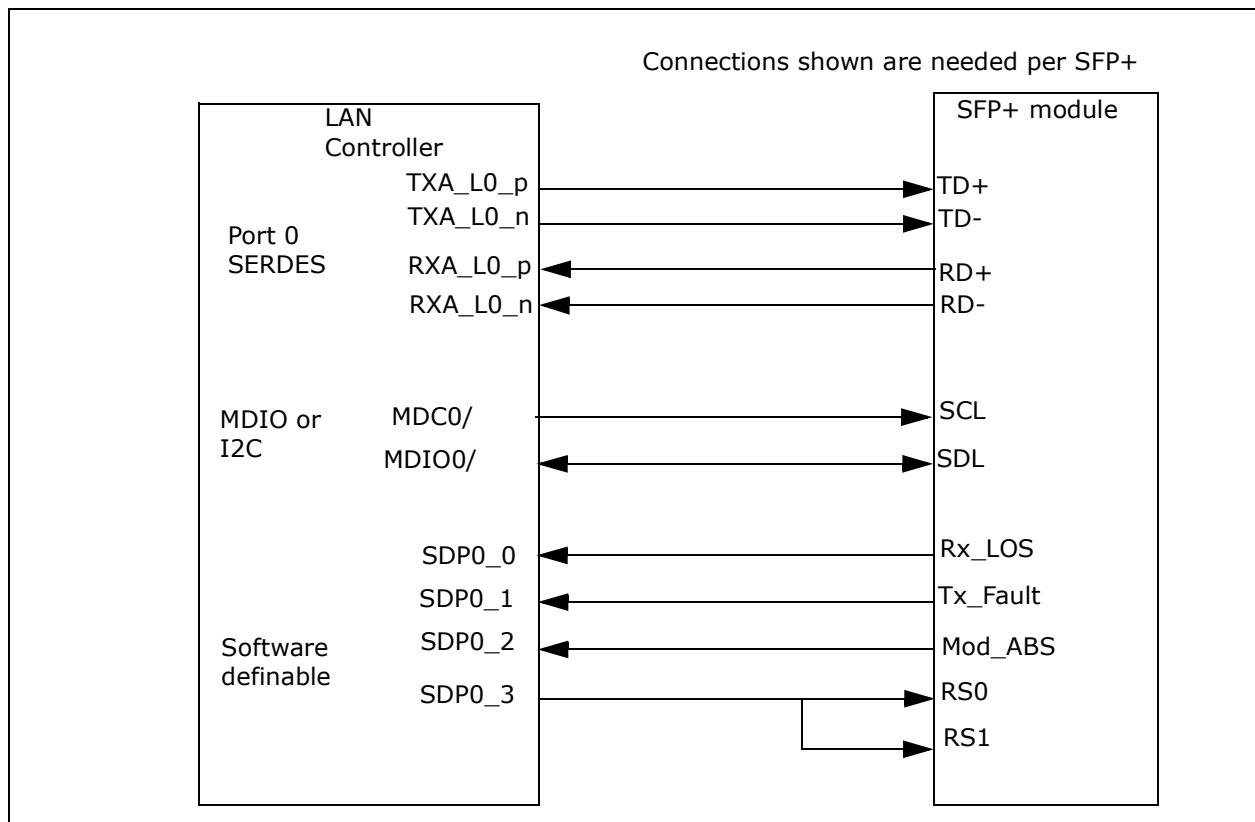 Connections shown are needed per SFP+
LAN
Controller
SFP+ module
TXA_L0_p
TD+
TXA_L0_n
TD-
Port 0
SERDES
RXA_L0_p
RD+
RXA_L0_n
RD-
MDIO or
I2C
MDC0/
SCL
MDIO0/
SDL
SDP0_0
Rx_LOS
SDP0_1
Tx_Fault
Software
definable
SDP0_2
Mod_ABS
SDP0_3
RS0
RS1